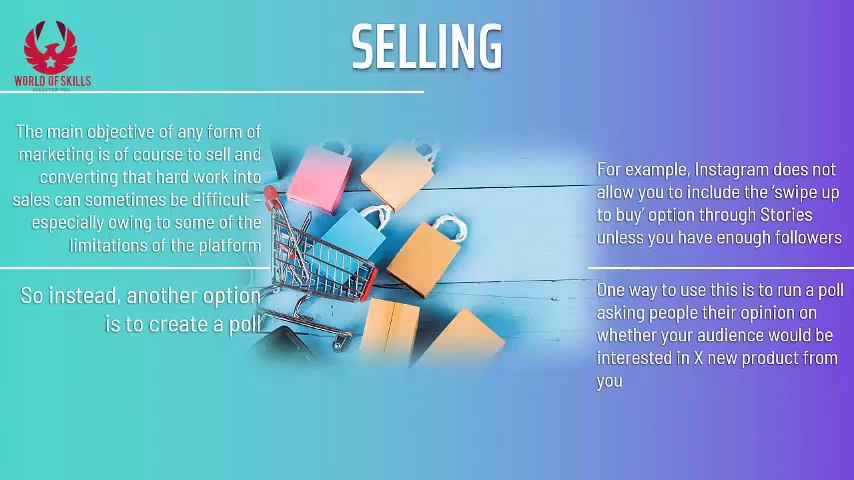 SELLING
WORLD OF SKILLS
The main objective of any form of
marketing is of course to sell and
converting that hard work into
sales can sometimes be difficult –
especially owing to some of the
limitations of the platform
For example, Instagram does not
allow you to include the 'swipe up
to buy' option through Stories
unless you have enough followers
So instead, another option
is to create a poll
One way to use this is to run a poll
asking people their opinion on
whether your audience would be
interested in X new product from
you